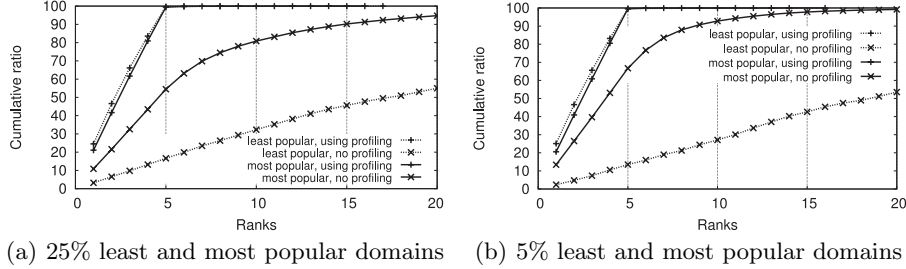 Cumulative ratio
100
90
80
70
60
50
40
30
20
10
0
0 5 10 15 20
Ranks
least popular, using profiling
least popular, no profiling
most popular, using profiling
most popular, no profiling
(a) 25% least and most popular domains
Cumulative ratio
100
90
80
70
60
50
40
30
20
10
0
0 5 10 15 20
Ranks
least popular, using profiling
least popular, no profiling
most popular, using profiling
most popular, no profiling
(b) 5% least and most popular domains